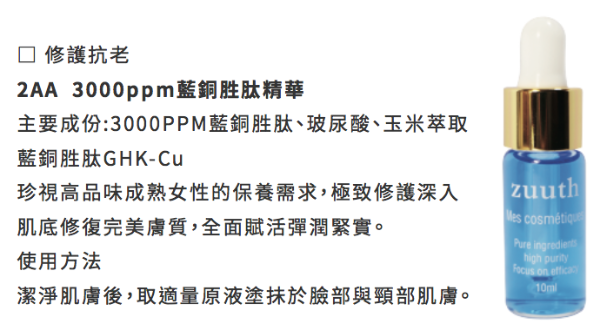 □ 修護抗老
2AA 3000ppm藍銅胜肽精華
主要成份:3000PPM藍銅胜肽、玻尿酸、玉米萃取
藍銅胜肽GHK-Cu
珍視高品味成熟女性的保養需求,極致修護深入
肌底修復完美膚質,全面賦活彈潤緊實。
使用方法
潔淨肌膚後,取適量原液塗抹於臉部與頸部肌膚。
zuuth
Mes cosmétiques
Pure ingredients
high purity
Focus on efficacy
10ml